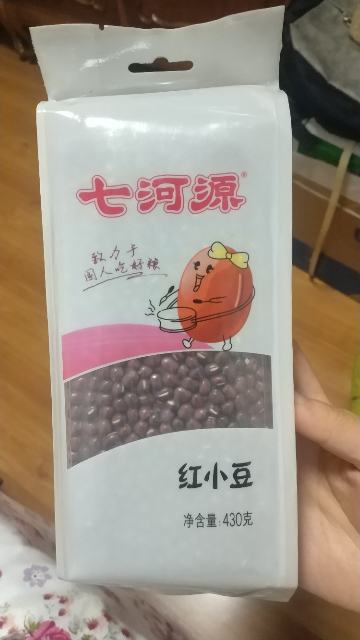 七河源®
致力于
国人吃好粮
红小豆
净含量:430克